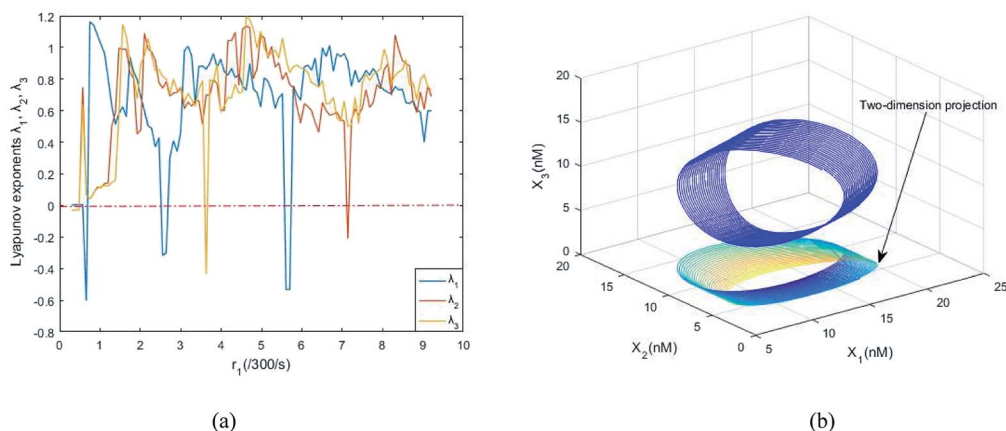 1.2
1
0.8
0.6
0.4
0.2
0
-0.2
-0.4
-0.6
-0.8
Lyapunov exponents λ1, λ2, λ3
λ1
λ2
λ3
0 1 2 3 4 5 6 7 8 9 10
r1(/300/s)
(a)
Two-dimension projection
20
15
10
5
0
X3(nM)
20 15 10 5 0
X2(nM)
5 10 15 20 25
X1(nM)
(b)